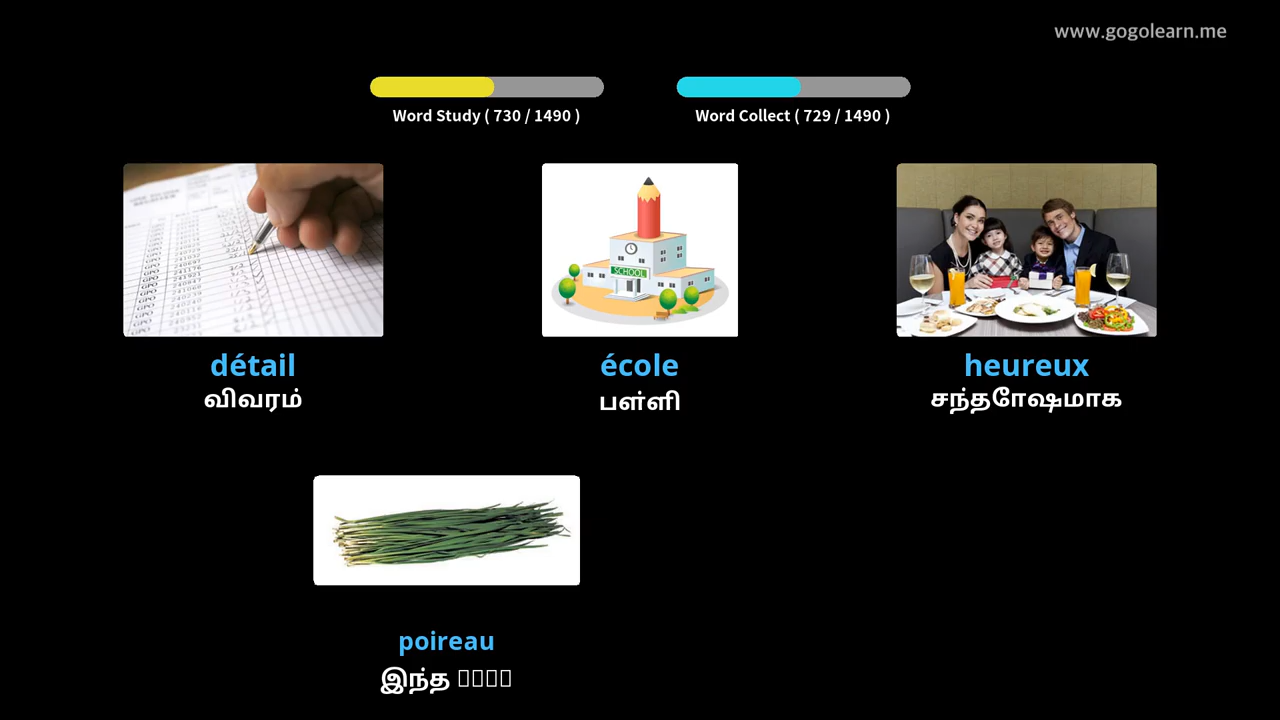 www.gogolearn.me
Word Study ( 730 / 1490 )
Word Collect ( 729 / 1490 )
SCHOOL
détail
விவரம்
école
பள்ளி
heureux
சந்தோஷமாக
poireau
இந்த